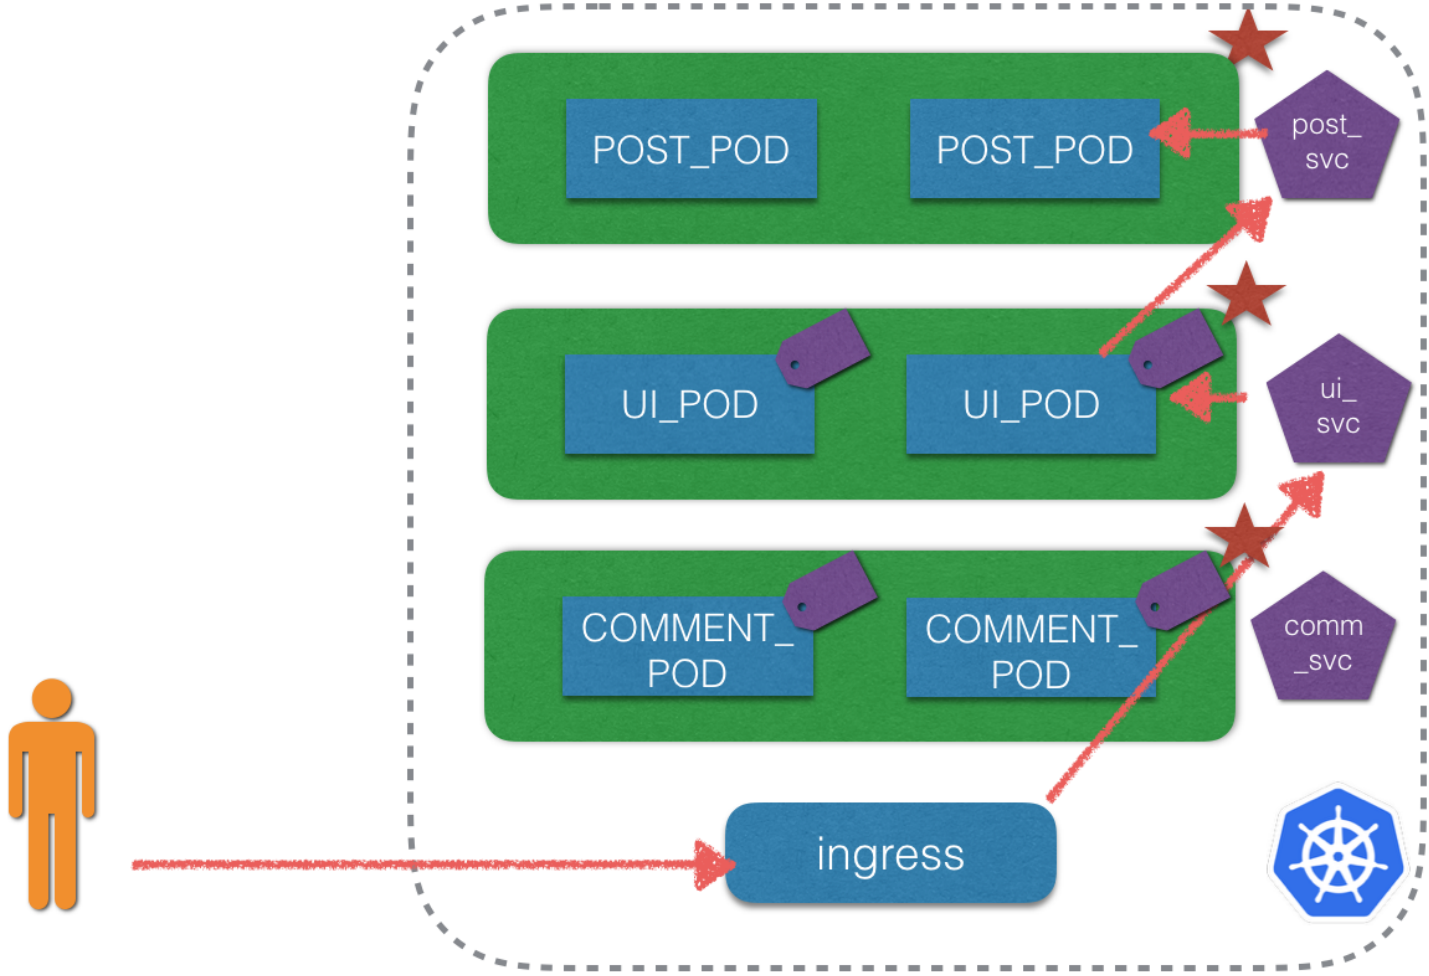 POST_POD
POST_POD
post_
svc
UI_POD
UI_POD
ui_
svc
COMMENT_
POD
COMMENT_
POD
comm
_svc
ingress